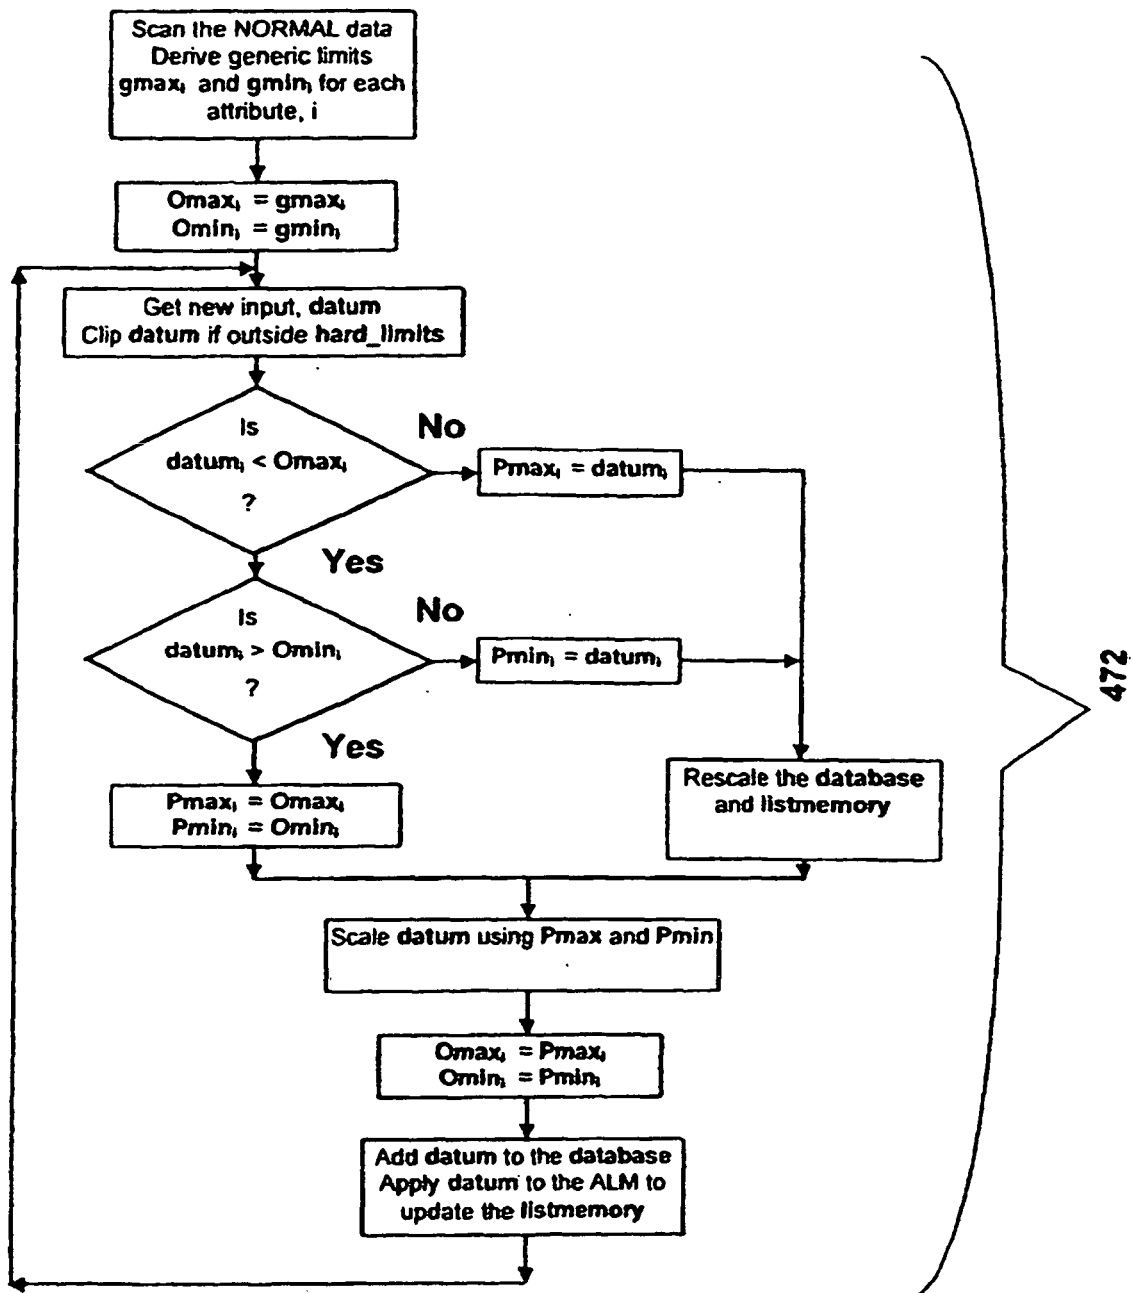 Scan the NORMAL data
Derive generic limits
gmaxᵢ and gminᵢ for each
attribute, i
Omaxᵢ = gmaxᵢ
Ominᵢ = gminᵢ
Get new input, datum
Clip datum if outside hard_limits
Is
datumᵢ < Omaxᵢ
?
No
Pmaxᵢ = datumᵢ
Yes
Is
datumᵢ > Ominᵢ
?
No
Pminᵢ = datumᵢ
Yes
Pmaxᵢ = Omaxᵢ
Pminᵢ = Ominᵢ
Rescale the database
and listmemory
Scale datum using Pmax and Pmin
Omaxᵢ = Pmaxᵢ
Ominᵢ = Pminᵢ
Add datum to the database
Apply datum to the ALM to
update the listmemory
472